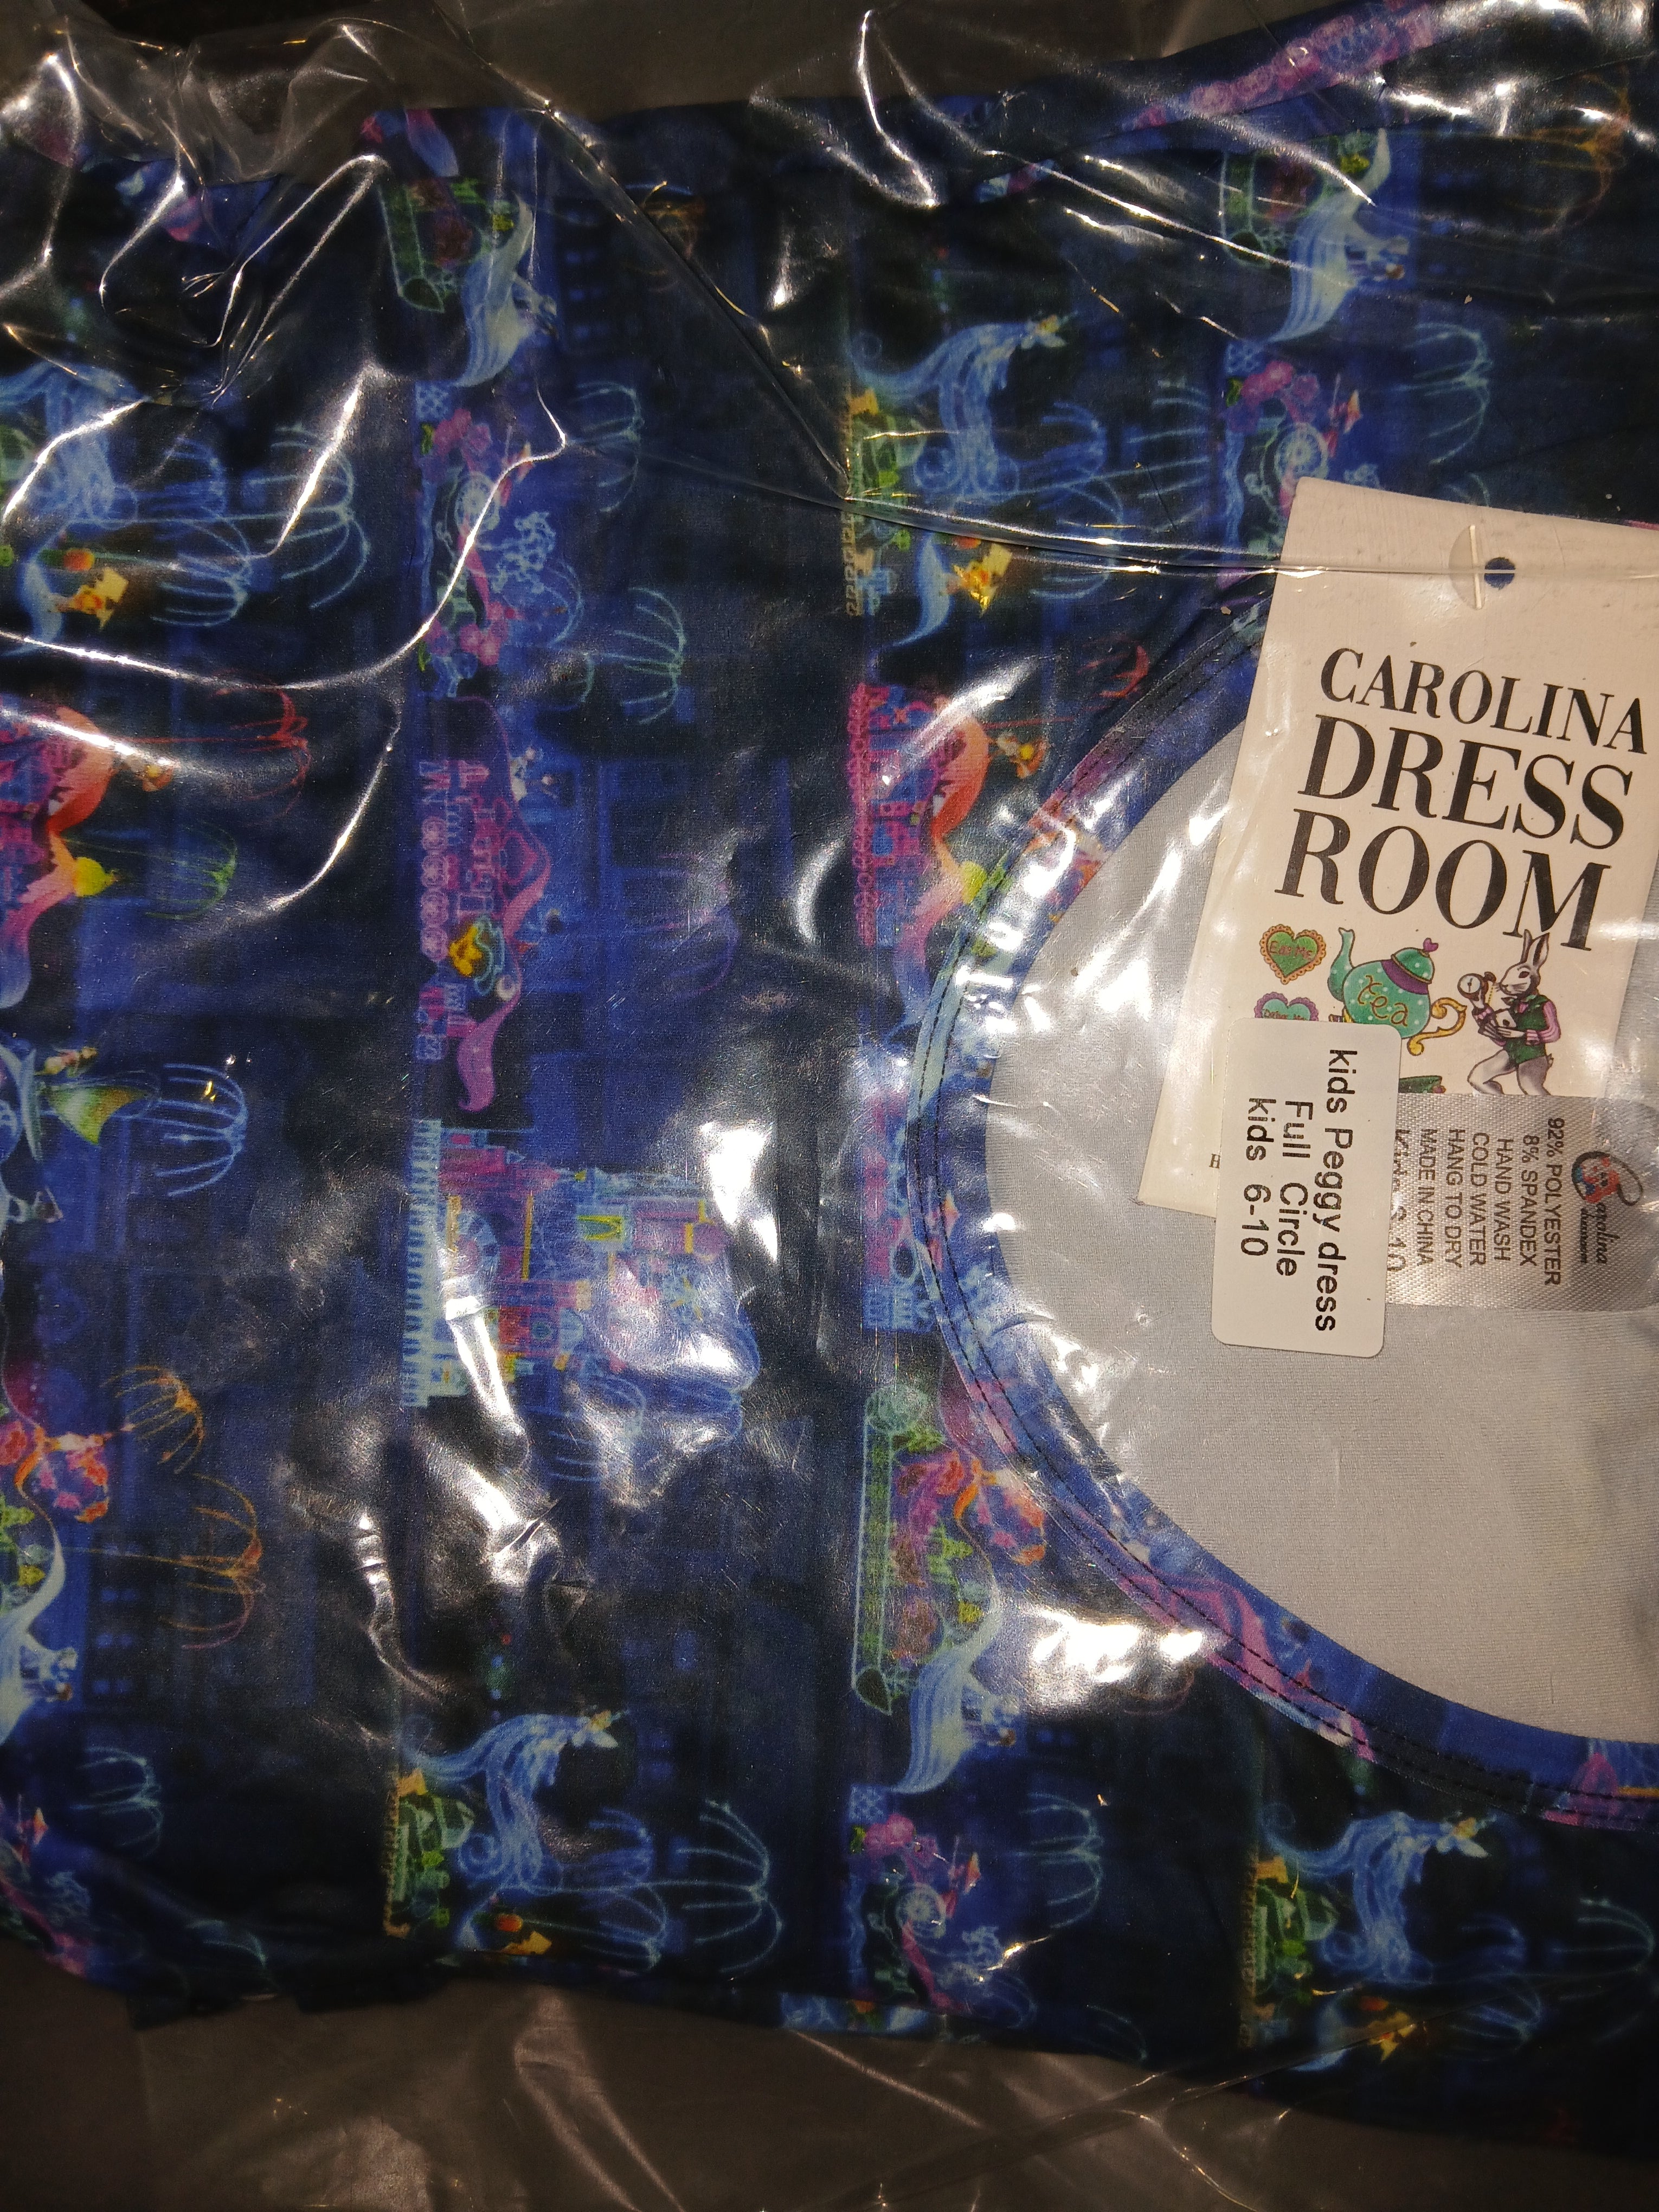 CAROLINA
DRESS
ROOM
tea
kids Peggy dress
Full Circle
kids 6-10
Carolina
92% POLYESTER
8% SPANDEX
HAND WASH
COLD WATER
HANG TO DRY
MADE IN CHINA